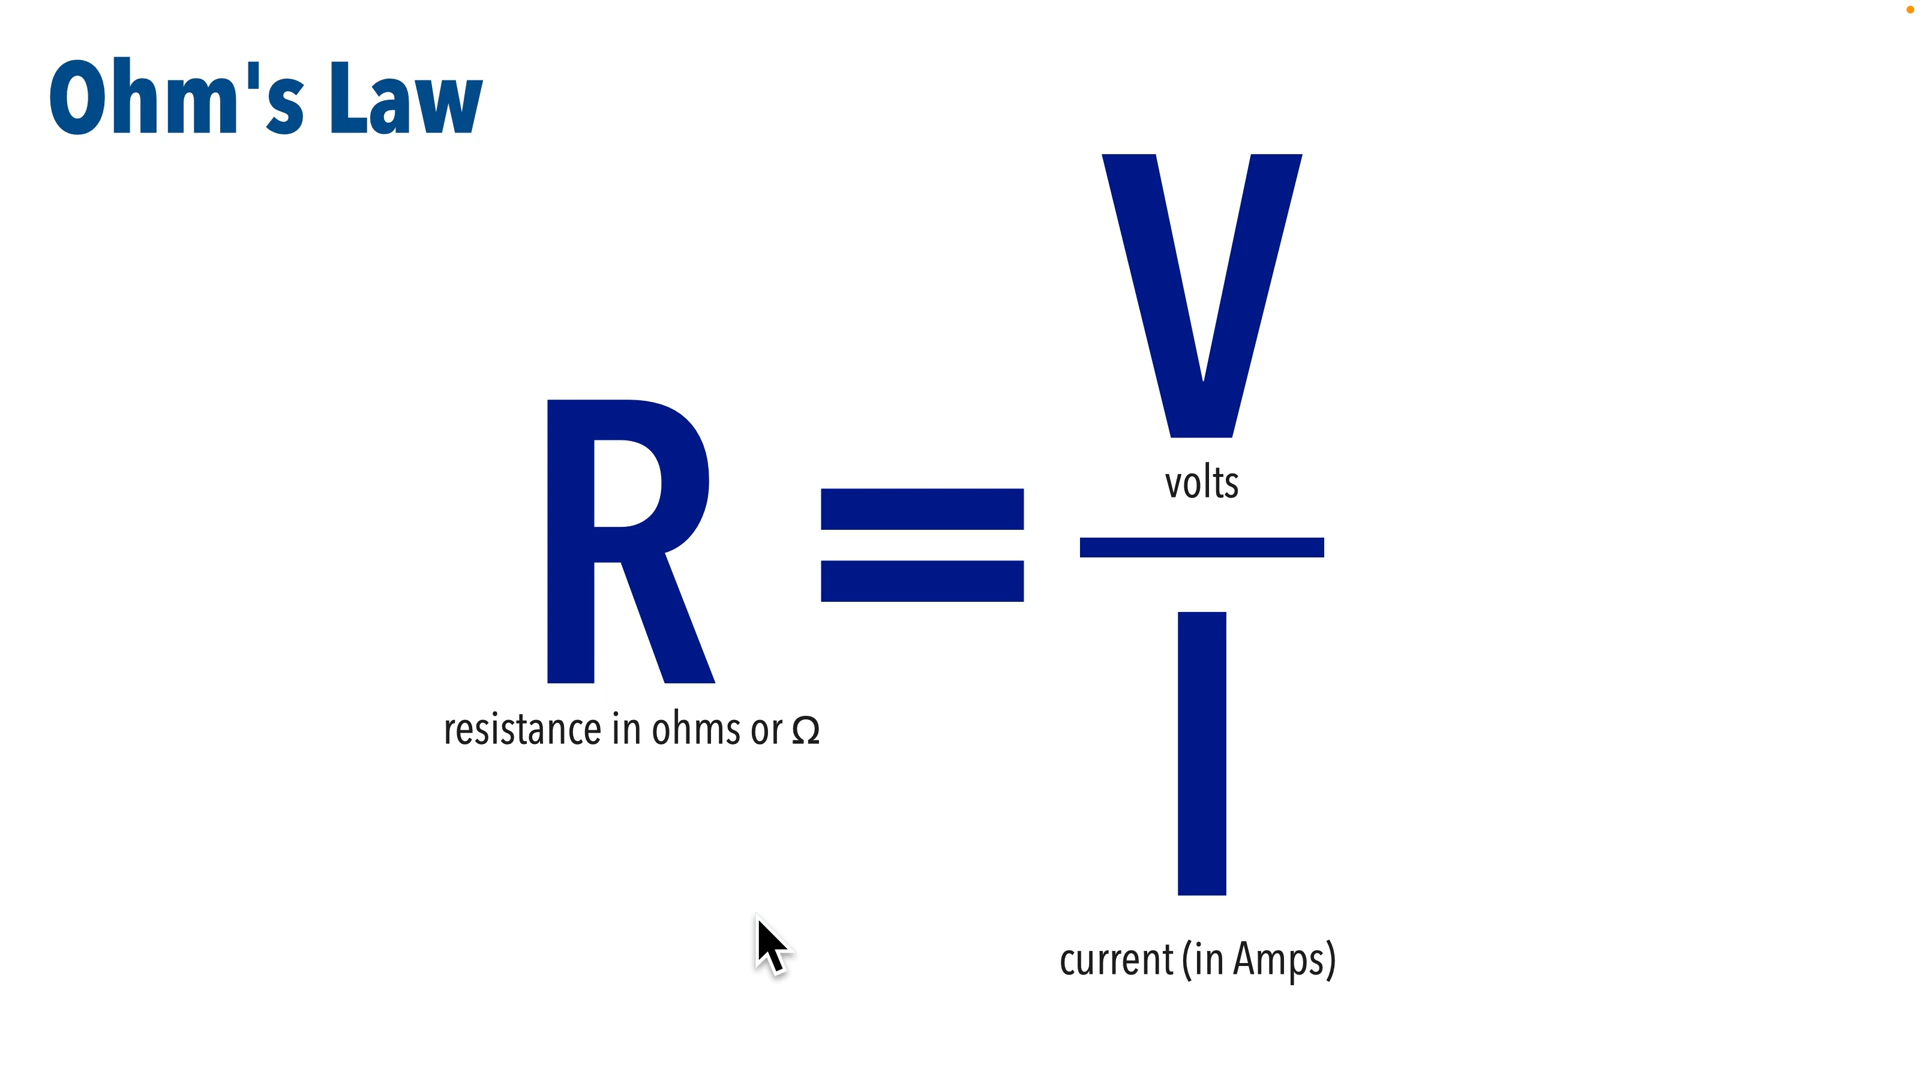 Ohm's Law
R = V
volts
I
resistance in ohms or Ω
current (in Amps)